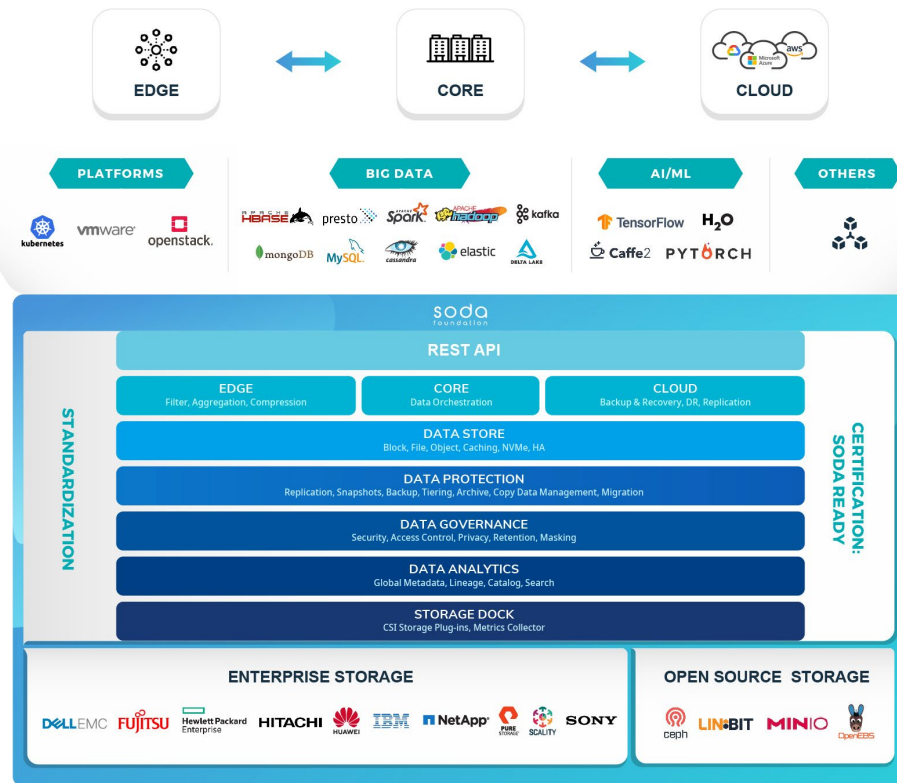 EDGE
CORE
aws
Microsoft
Azure
CLOUD
PLATFORMS
BIG DATA
AI/ML
OTHERS
kubernetes
vmware
openstack.
APACHE
HBASE
presto
APACHE
Spark
APACHE
hadoop
kafka
mongoDB
MySQL
cassandra
elastic
DELTA LAKE
TensorFlow
H2O
Caffe2
PYTORCH
soda
foundation
REST API
EDGE
Filter, Aggregation, Compression
CORE
Data Orchestration
CLOUD
Backup & Recovery, DR, Replication
DATA STORE
Block, File, Object, Caching, NVMe, HA
DATA PROTECTION
Replication, Snapshots, Backup, Tiering, Archive, Copy Data Management, Migration
DATA GOVERNANCE
Security, Access Control, Privacy, Retention, Masking
DATA ANALYTICS
Global Metadata, Lineage, Catalog, Search
STORAGE DOCK
CSI Storage Plug-ins, Metrics Collector
STANDARDIZATION
CERTIFICATION:
SODA READY
ENTERPRISE STORAGE
DELLEMC
FUJITSU
Hewlett Packard
Enterprise
HITACHI
HUAWEI
IBM
NetApp
PURE
STORAGE
SCALITY
SONY
OPEN SOURCE STORAGE
ceph
LINBIT
MINIO
OpenEBS